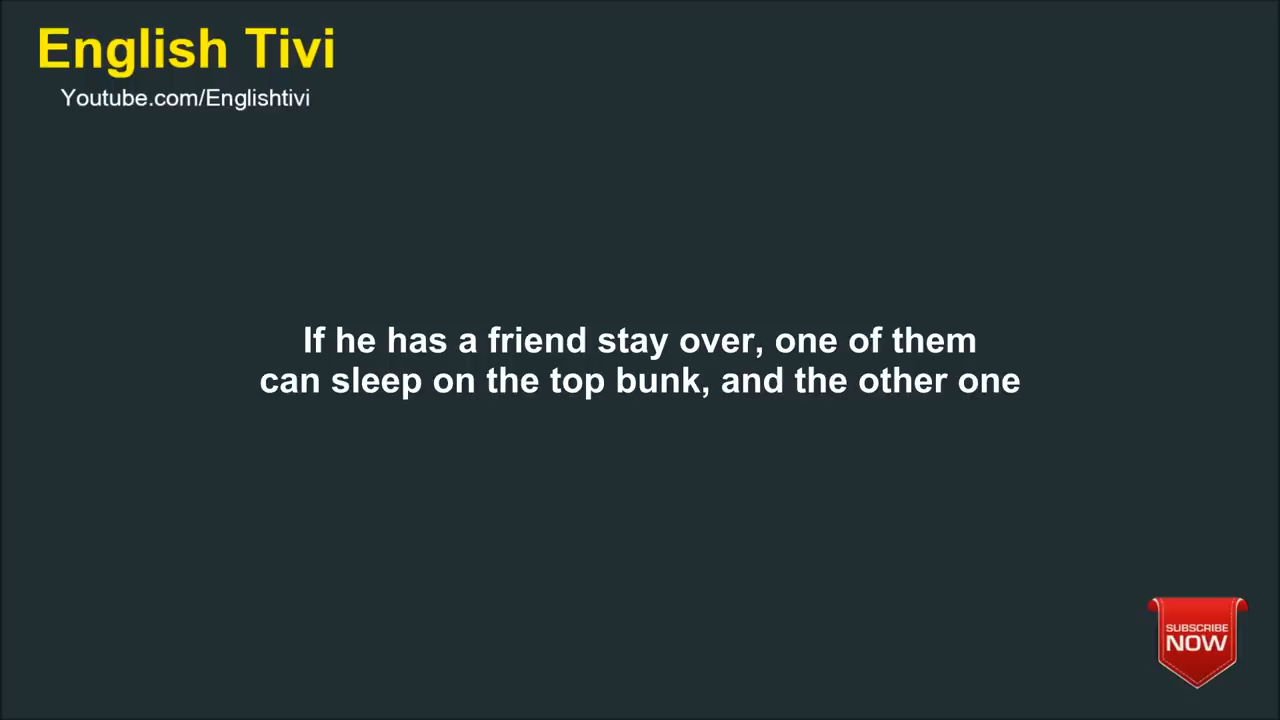 English Tivi
Youtube.com/Englishtivi
If he has a friend stay over, one of them
can sleep on the top bunk, and the other one
SUBSCRIBE
NOW